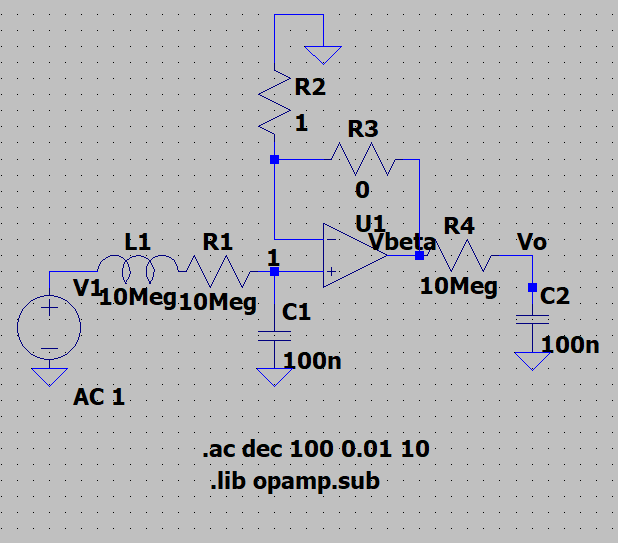 R2
1
R3
0
U1
Vbeta
R4
10Meg
Vo
L1
10Meg
R1
10Meg
1
V1
AC 1
C1
100n
C2
100n
.ac dec 100 0.01 10
.lib opamp.sub